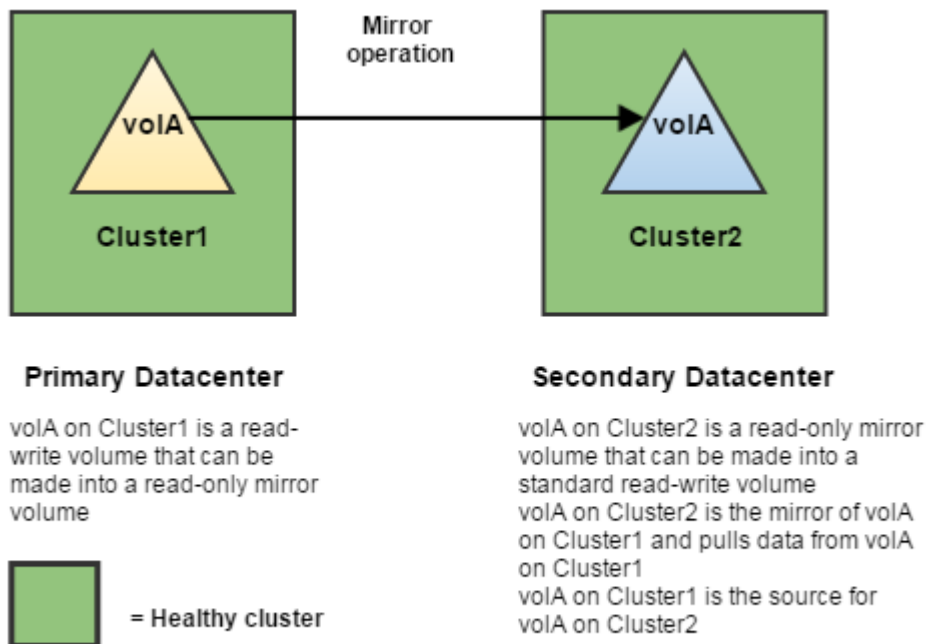 Mirror
operation
volA
volA
Cluster1
Cluster2
Primary Datacenter
volA on Cluster1 is a read-
write volume that can be
made into a read-only mirror
volume
Secondary Datacenter
volA on Cluster2 is a read-only mirror
volume that can be made into a
standard read-write volume
volA on Cluster2 is the mirror of volA
on Cluster1 and pulls data from volA
on Cluster1
volA on Cluster1 is the source for
volA on Cluster2
= Healthy cluster